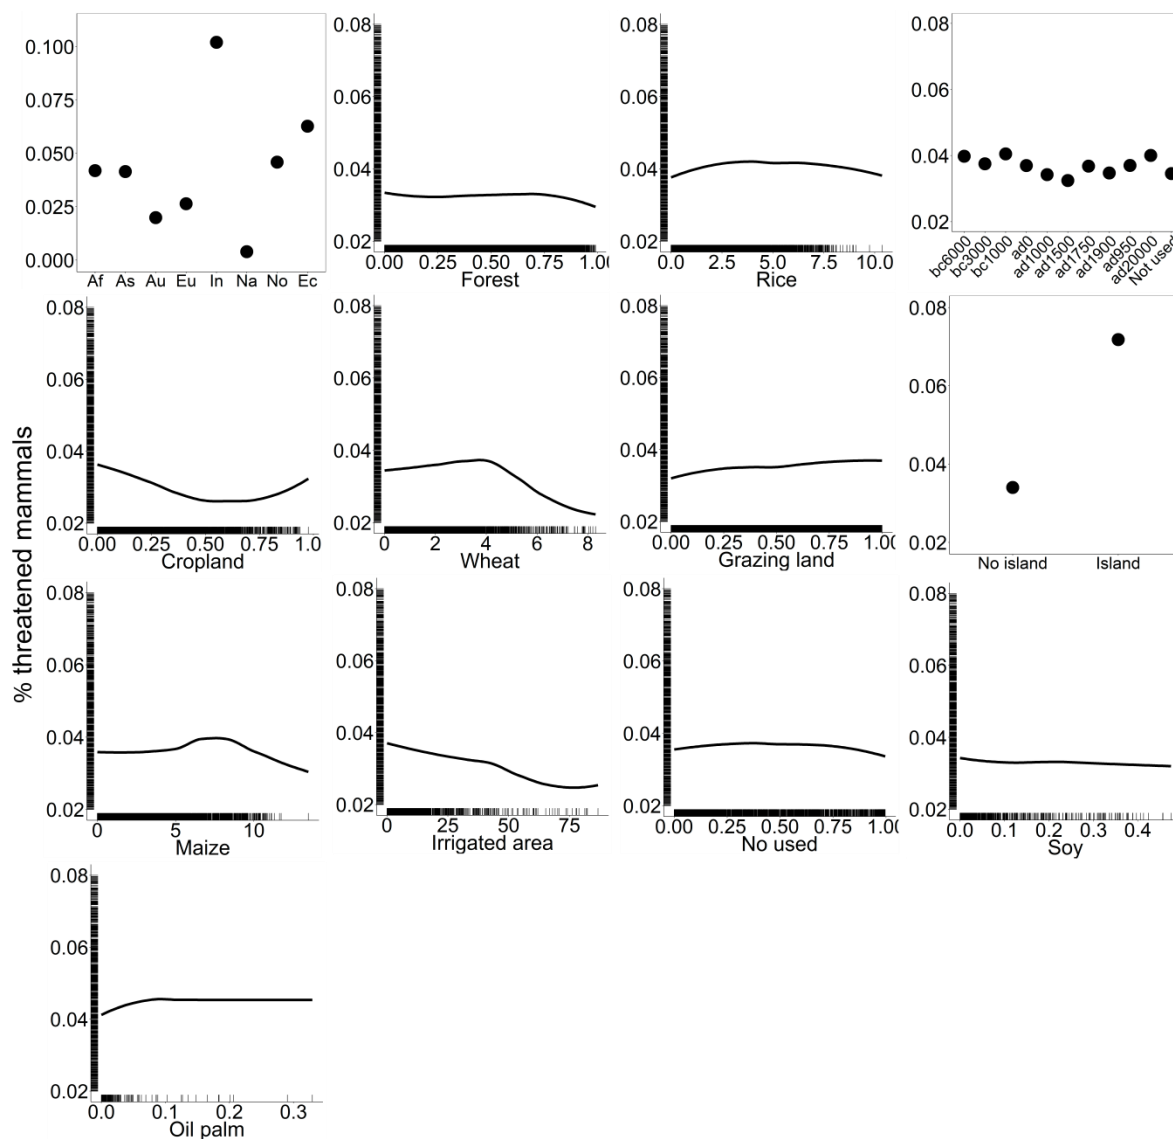 % threatened mammals
0.100
0.075
0.050
0.025
0.000
Af As Au Eu In Na No Ec
0.08
0.06
0.04
0.02
0.00 0.25 0.50 0.75 1.00
Forest
0.08
0.06
0.04
0.02
0 2.5 5.0 7.5 10.0
Rice
0.08
0.06
0.04
0.02
bc6000
bc3000
bc1000
ad0
ad1000
ad1500
ad1750
ad1900
ad950
ad20000
Not used
0.08
0.06
0.04
0.02
0.00 0.25 0.50 0.75 1.0
Cropland
0.08
0.06
0.04
0.02
0 2 4 6 8
Wheat
0.08
0.06
0.04
0.02
0.00 0.25 0.50 0.75 1.00
Grazing land
0.08
0.06
0.04
0.02
No island Island
0.08
0.06
0.04
0.02
0 5 10
Maize
0.08
0.06
0.04
0.02
0 25 50 75
Irrigated area
0.08
0.06
0.04
0.02
0.00 0.25 0.50 0.75 1.00
No used
0.08
0.06
0.04
0.02
0.0 0.1 0.2 0.3 0.4
Soy
0.08
0.06
0.04
0.02
0.0 0.1 0.2 0.3
Oil palm